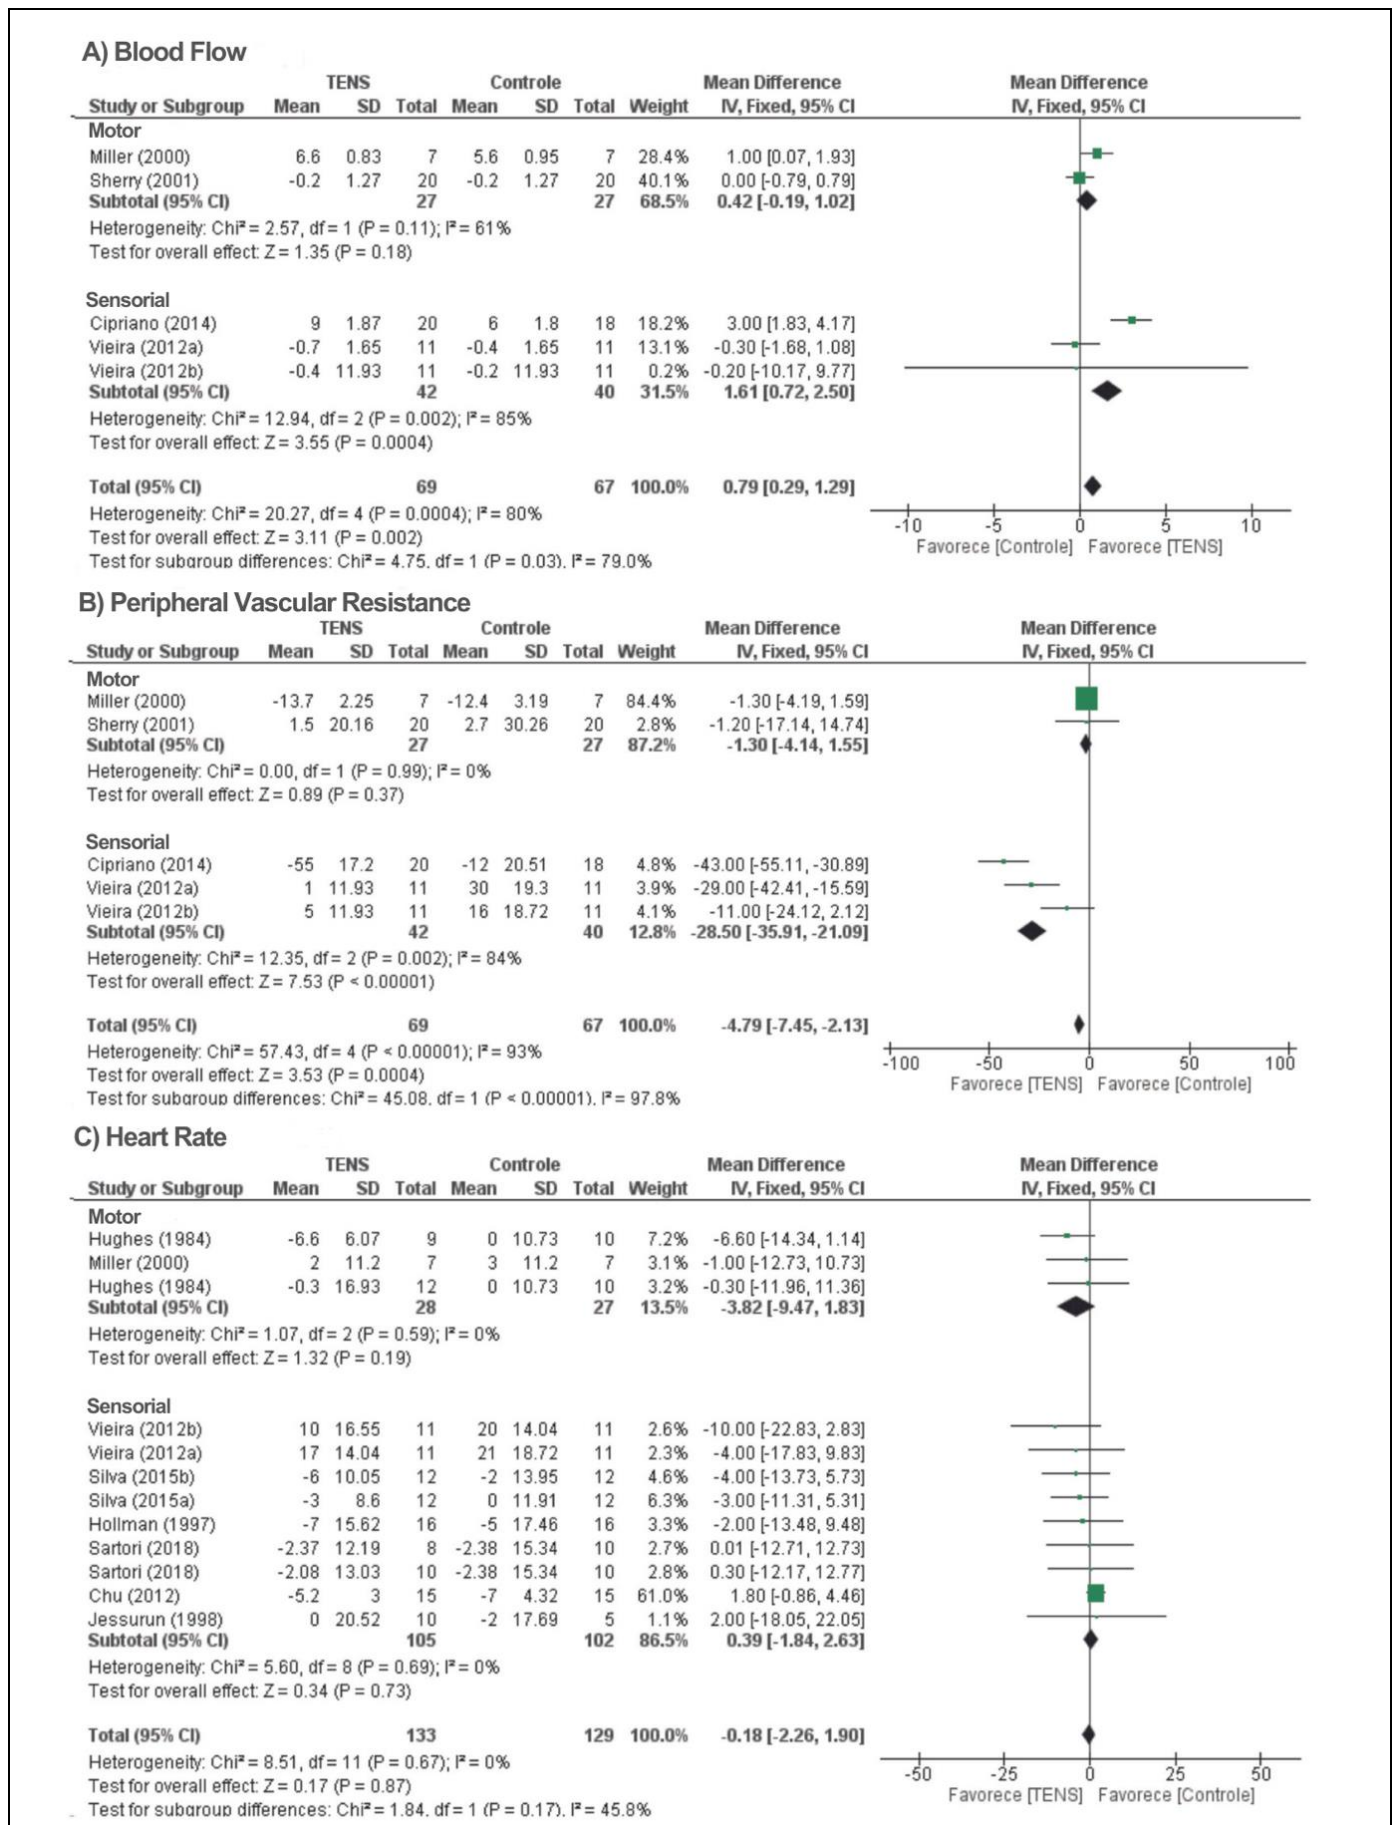 A) Blood Flow
TENS Controle Mean Difference Mean Difference
Study or Subgroup Mean SD Total Mean SD Total Weight IV, Fixed, 95% CI IV, Fixed, 95% CI
Motor
Miller (2000) 6.6 0.83 7 5.6 0.95 7 28.4% 1.00 [0.07, 1.93]
Sherry (2001) -0.2 1.27 20 -0.2 1.27 20 40.1% 0.00 [-0.79, 0.79]
Subtotal (95% CI) 27 27 68.5% 0.42 [-0.19, 1.02]
Heterogeneity: Chi² = 2.57, df = 1 (P = 0.11); I² = 61%
Test for overall effect: Z = 1.35 (P = 0.18)
Sensorial
Cipriano (2014) 9 1.87 20 6 1.8 18 18.2% 3.00 [1.83, 4.17]
Vieira (2012a) -0.7 1.65 11 -0.4 1.65 11 13.1% -0.30 [-1.68, 1.08]
Vieira (2012b) -0.4 11.93 11 -0.2 11.93 11 0.2% -0.20 [-10.17, 9.77]
Subtotal (95% CI) 42 40 31.5% 1.61 [0.72, 2.50]
Heterogeneity: Chi² = 12.94, df = 2 (P = 0.002); I² = 85%
Test for overall effect: Z = 3.55 (P = 0.0004)
Total (95% CI) 69 67 100.0% 0.79 [0.29, 1.29]
Heterogeneity: Chi² = 20.27, df = 4 (P = 0.0004); I² = 80%
Test for overall effect: Z = 3.11 (P = 0.002)
Test for subgroup differences: Chi² = 4.75, df = 1 (P = 0.03), I² = 79.0%
-10 -5 0 5 10
Favorece [Controle] Favorece [TENS]
B) Peripheral Vascular Resistance
TENS Controle Mean Difference Mean Difference
Study or Subgroup Mean SD Total Mean SD Total Weight IV, Fixed, 95% CI IV, Fixed, 95% CI
Motor
Miller (2000) -13.7 2.25 7 -12.4 3.19 7 84.4% -1.30 [-4.19, 1.59]
Sherry (2001) 1.5 20.16 20 2.7 30.26 20 2.8% -1.20 [-17.14, 14.74]
Subtotal (95% CI) 27 27 87.2% -1.30 [-4.14, 1.55]
Heterogeneity: Chi² = 0.00, df = 1 (P = 0.99); I² = 0%
Test for overall effect: Z = 0.89 (P = 0.37)
Sensorial
Cipriano (2014) -55 17.2 20 -12 20.51 18 4.8% -43.00 [-55.11, -30.89]
Vieira (2012a) 1 11.93 11 30 19.3 11 3.9% -29.00 [-42.41, -15.59]
Vieira (2012b) 5 11.93 11 16 18.72 11 4.1% -11.00 [-24.12, 2.12]
Subtotal (95% CI) 42 40 12.8% -28.50 [-35.91, -21.09]
Heterogeneity: Chi² = 12.35, df = 2 (P = 0.002); I² = 84%
Test for overall effect: Z = 7.53 (P < 0.00001)
Total (95% CI) 69 67 100.0% -4.79 [-7.45, -2.13]
Heterogeneity: Chi² = 57.43, df = 4 (P < 0.00001); I² = 93%
Test for overall effect: Z = 3.53 (P = 0.0004)
Test for subgroup differences: Chi² = 45.08, df = 1 (P < 0.00001), I² = 97.8%
-100 -50 0 50 100
Favorece [TENS] Favorece [Controle]
C) Heart Rate
TENS Controle Mean Difference Mean Difference
Study or Subgroup Mean SD Total Mean SD Total Weight IV, Fixed, 95% CI IV, Fixed, 95% CI
Motor
Hughes (1984) -6.6 6.07 9 0 10.73 10 7.2% -6.60 [-14.34, 1.14]
Miller (2000) 2 11.2 7 3 11.2 7 3.1% -1.00 [-12.73, 10.73]
Hughes (1984) -0.3 16.93 12 0 10.73 10 3.2% -0.30 [-11.96, 11.36]
Subtotal (95% CI) 28 27 13.5% -3.82 [-9.47, 1.83]
Heterogeneity: Chi² = 1.07, df = 2 (P = 0.59); I² = 0%
Test for overall effect: Z = 1.32 (P = 0.19)
Sensorial
Vieira (2012b) 10 16.55 11 20 14.04 11 2.6% -10.00 [-22.83, 2.83]
Vieira (2012a) 17 14.04 11 21 18.72 11 2.3% -4.00 [-17.83, 9.83]
Silva (2015b) -6 10.05 12 -2 13.95 12 4.6% -4.00 [-13.73, 5.73]
Silva (2015a) -3 8.6 12 0 11.91 12 6.3% -3.00 [-11.31, 5.31]
Hollman (1997) -7 15.62 16 -5 17.46 16 3.3% -2.00 [-13.48, 9.48]
Sartori (2018) -2.37 12.19 8 -2.38 15.34 10 2.7% 0.01 [-12.71, 12.73]
Sartori (2018) -2.08 13.03 10 -2.38 15.34 10 2.8% 0.30 [-12.17, 12.77]
Chu (2012) -5.2 3 15 -7 4.32 15 61.0% 1.80 [-0.86, 4.46]
Jessurun (1998) 0 20.52 10 -2 17.69 5 1.1% 2.00 [-18.05, 22.05]
Subtotal (95% CI) 105 102 86.5% 0.39 [-1.84, 2.63]
Heterogeneity: Chi² = 5.60, df = 8 (P = 0.69); I² = 0%
Test for overall effect: Z = 0.34 (P = 0.73)
Total (95% CI) 133 129 100.0% -0.18 [-2.26, 1.90]
Heterogeneity: Chi² = 8.51, df = 11 (P = 0.67); I² = 0%
Test for overall effect: Z = 0.17 (P = 0.87)
Test for subgroup differences: Chi² = 1.84, df = 1 (P = 0.17), I² = 45.8%
-50 -25 0 25 50
Favorece [TENS] Favorece [Controle]